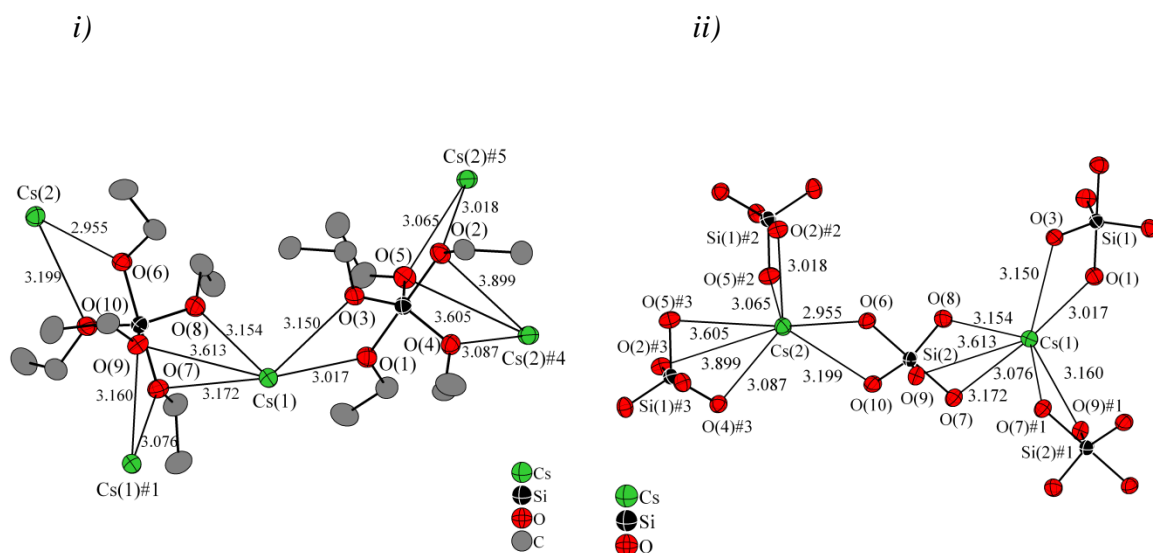 i)
Cs(2)#5
Cs(2)
3.018
3.065
2.955
O(2)
O(5)
O(6)
3.899
3.199
O(10)
O(8)
3.154
3.150
O(3)
3.605
3.613
O(4)
3.087
Cs(2)#4
O(9)
O(7)
O(1)
3.017
3.160
3.172
Cs(1)
3.076
Cs(1)#1
Cs
Si
O
C
ii)
O(3)
Si(1)
Si(1)#2
O(2)#2
3.018
3.150
O(1)
O(5)#2
O(5)#3
3.065
2.955
O(6)
O(8)
3.017
3.605
3.154
O(2)#3
Cs(2)
Si(2)
3.613
Cs(1)
3.899
3.199
3.076
3.160
3.087
O(9)
3.172
O(9)#1
Si(1)#3
O(10)
O(7)
O(7)#1
O(4)#3
Si(2)#1
Cs
Si
O